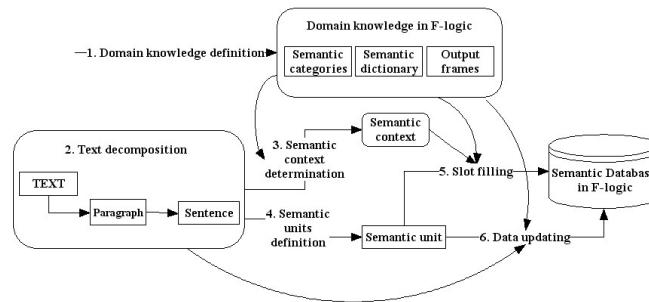 Domain knowledge in F-logic
1. Domain knowledge definition
Semantic
categories
Semantic
dictionary
Output
frames
2. Text decomposition
TEXT
Paragraph
Sentence
3. Semantic
context
determination
Semantic
context
4. Semantic
units
definition
Semantic unit
5. Slot filling
6. Data updating
Semantic Database
in F-logic